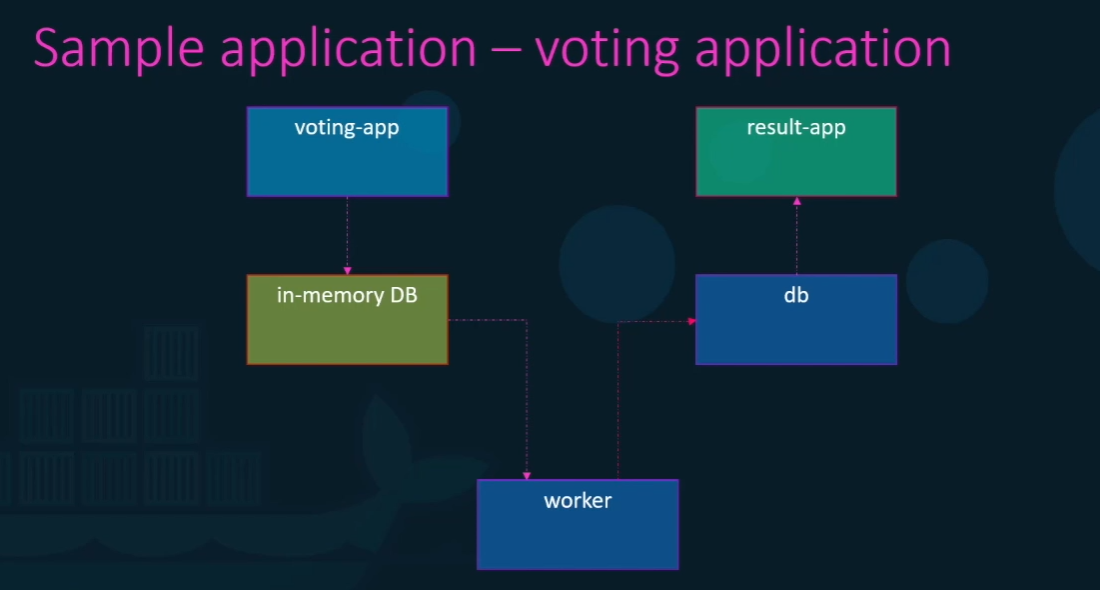 Sample application – voting application
voting-app
result-app
in-memory DB
db
worker